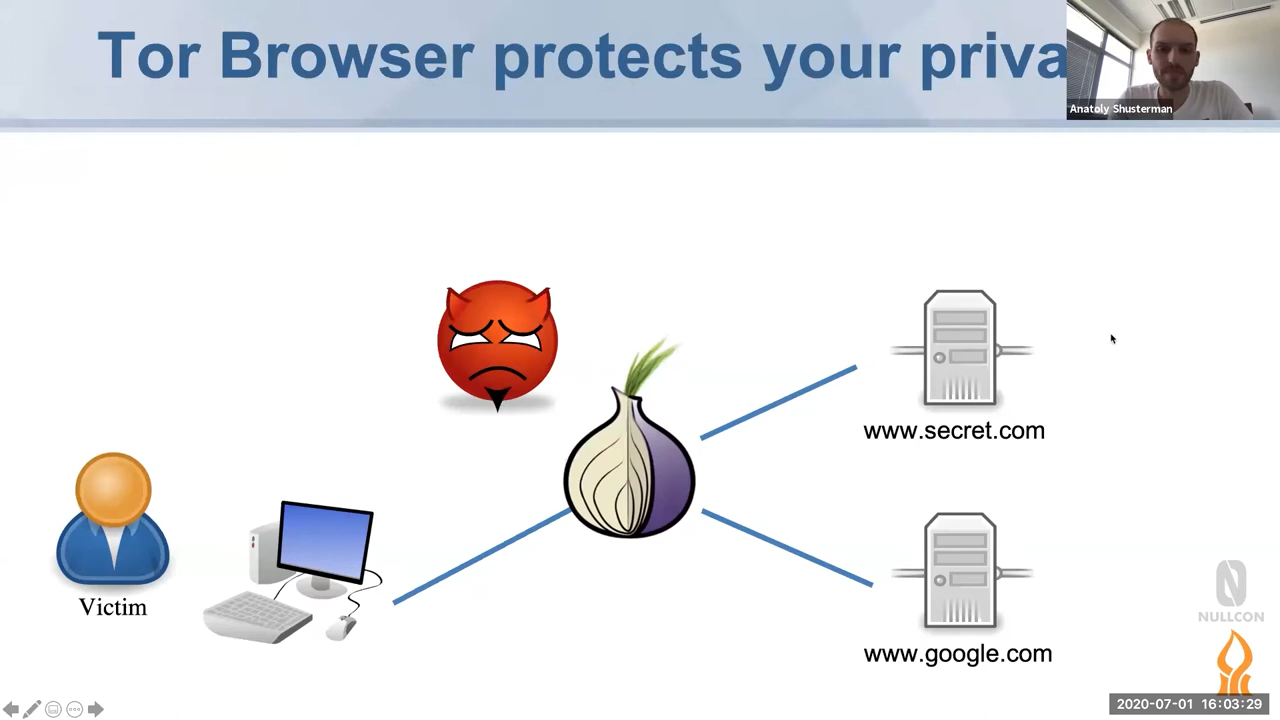 Tor Browser protects your priva
Anatoly Shusterman
www.secret.com
Victim
www.google.com
NULLCON
2020-07-01 16:03:29